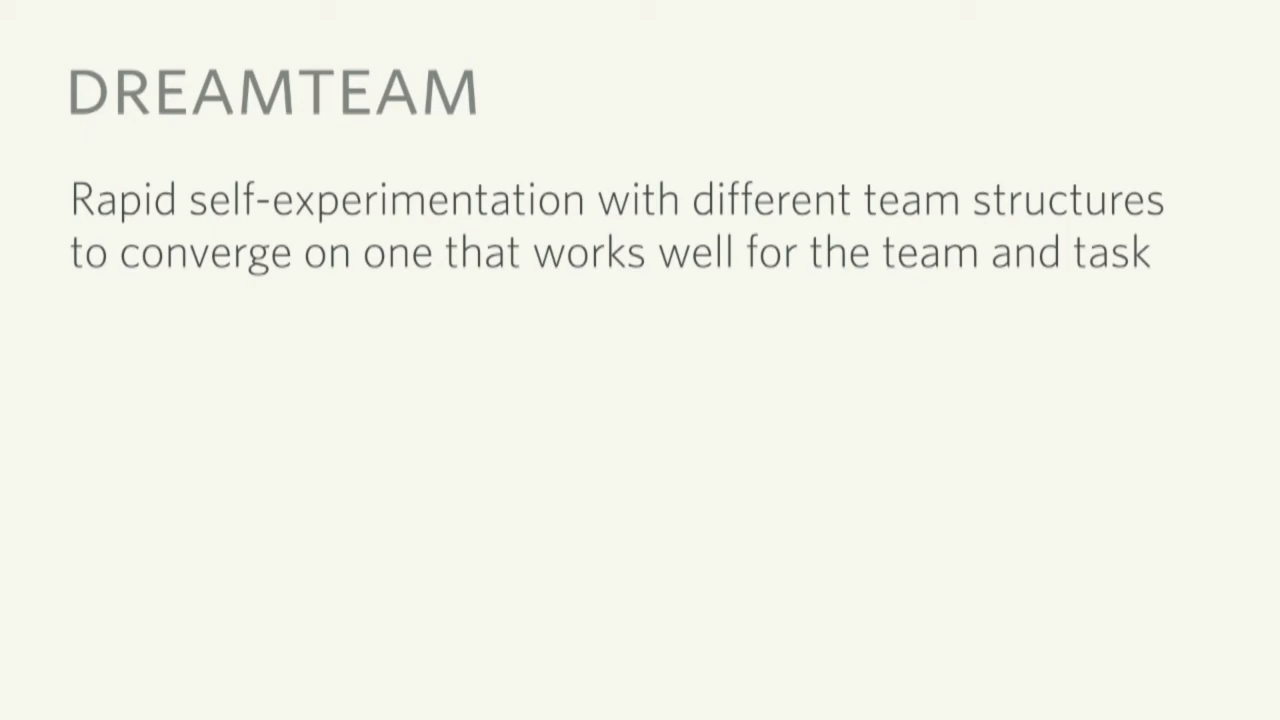 DREAMTEAM
Rapid self-experimentation with different team structures
to converge on one that works well for the team and task